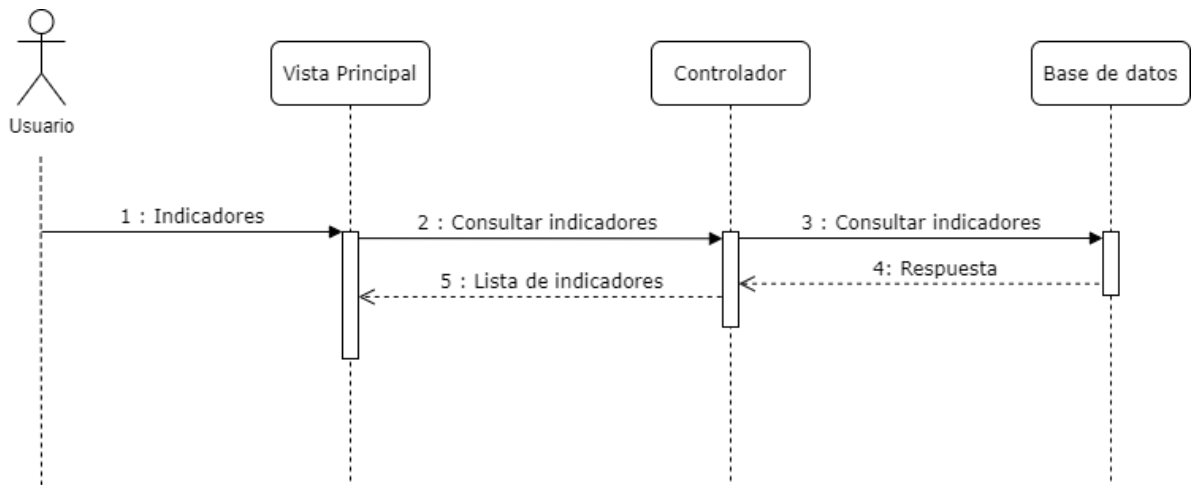 Usuario
Vista Principal
Controlador
Base de datos
1 : Indicadores
2 : Consultar indicadores
3 : Consultar indicadores
4: Respuesta
5 : Lista de indicadores